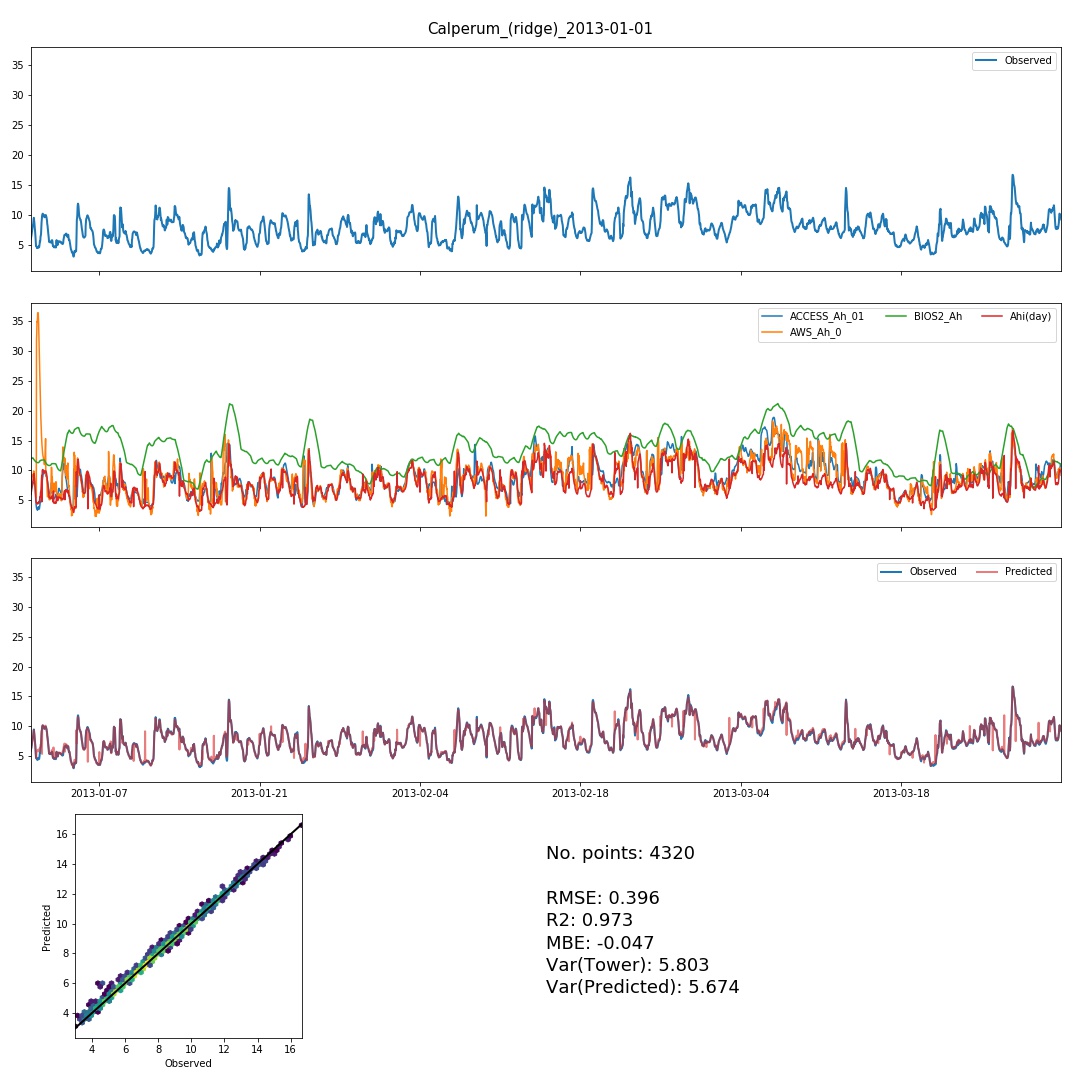 Calperum_(ridge)_2013-01-01
Observed
35
30
25
20
15
10
5
ACCESS_Ah_01 BIOS2_Ah Ahi(day)
AWS_Ah_0
35
30
25
20
15
10
5
Observed Predicted
35
30
25
20
15
10
5
2013-01-07 2013-01-21 2013-02-04 2013-02-18 2013-03-04 2013-03-18
16
14
12
10
8
6
4
Predicted
4 6 8 10 12 14 16
Observed
No. points: 4320
RMSE: 0.396
R2: 0.973
MBE: -0.047
Var(Tower): 5.803
Var(Predicted): 5.674